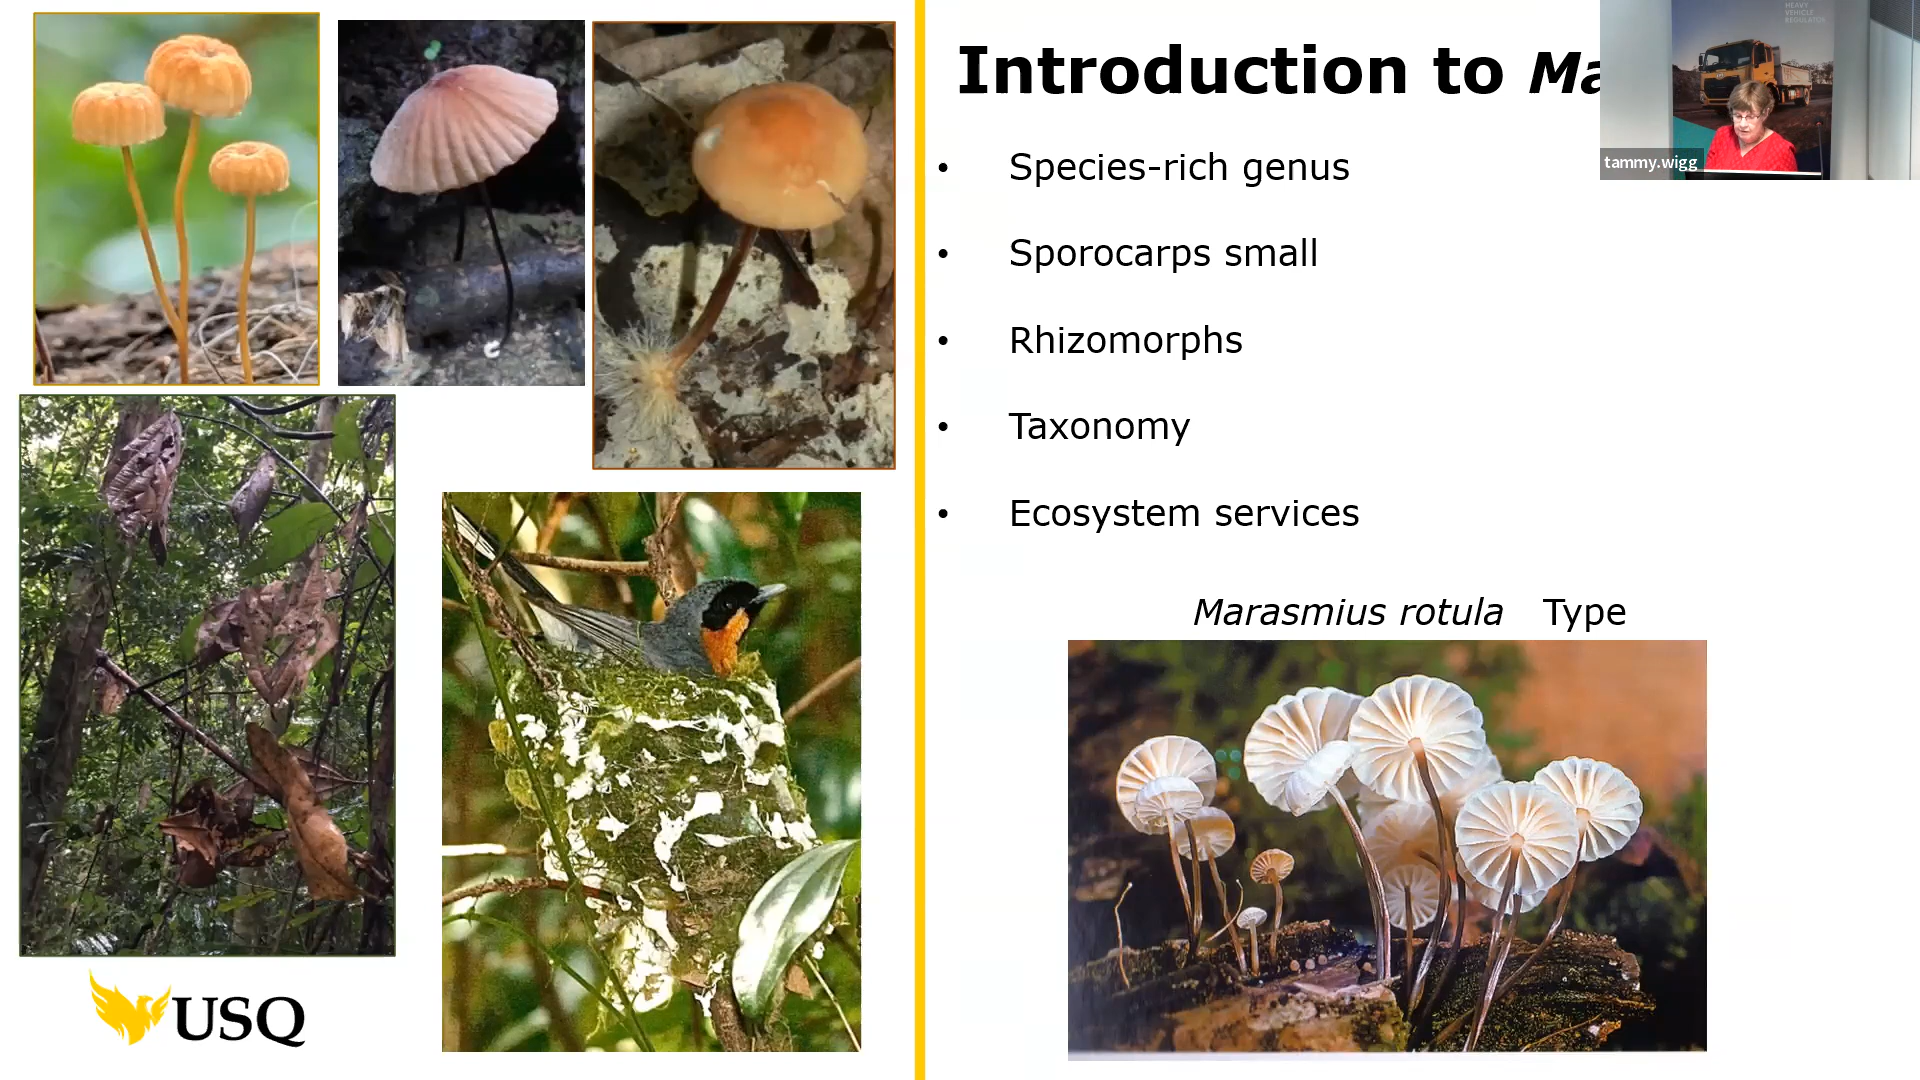 Introduction to Ma
HEAVY
VEHICLE
REGULATOR
tammy.wigg
• Species-rich genus
• Sporocarps small
• Rhizomorphs
• Taxonomy
• Ecosystem services
Marasmius rotula Type
USQ